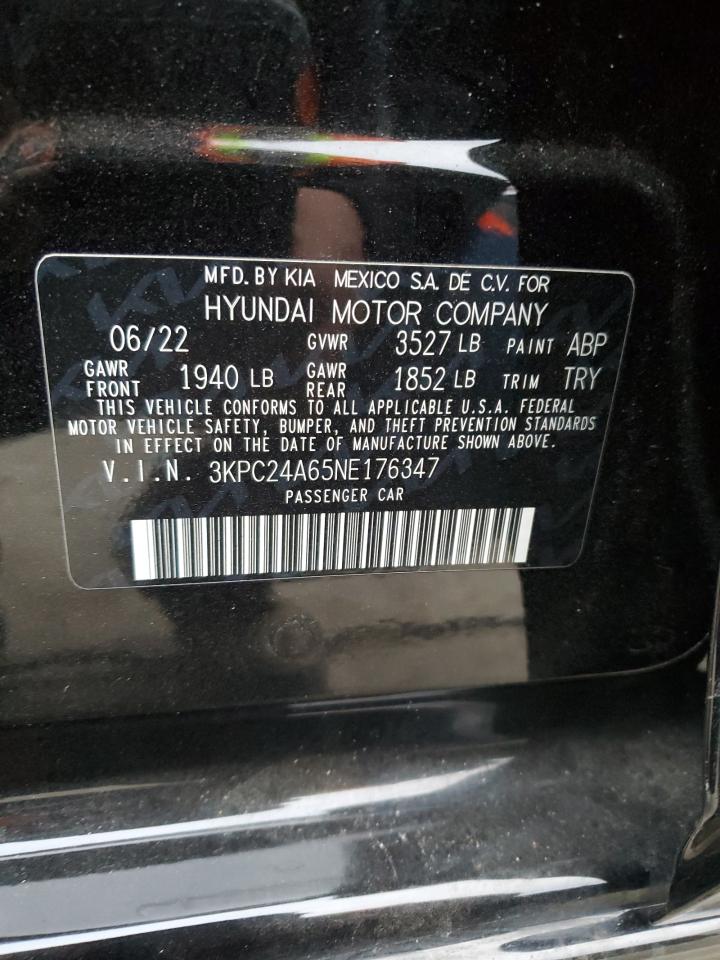 MFD. BY KIA MEXICO S.A. DE C.V. FOR
HYUNDAI MOTOR COMPANY
06/22 GVWR 3527 LB PAINT ABP
GAWR FRONT 1940 LB GAWR REAR 1852 LB TRIM TRY
THIS VEHICLE CONFORMS TO ALL APPLICABLE U.S.A. FEDERAL
MOTOR VEHICLE SAFETY, BUMPER, AND THEFT PREVENTION STANDARDS
IN EFFECT ON THE DATE OF MANUFACTURE SHOWN ABOVE.
V.I.N. 3KPC24A65NE176347
PASSENGER CAR